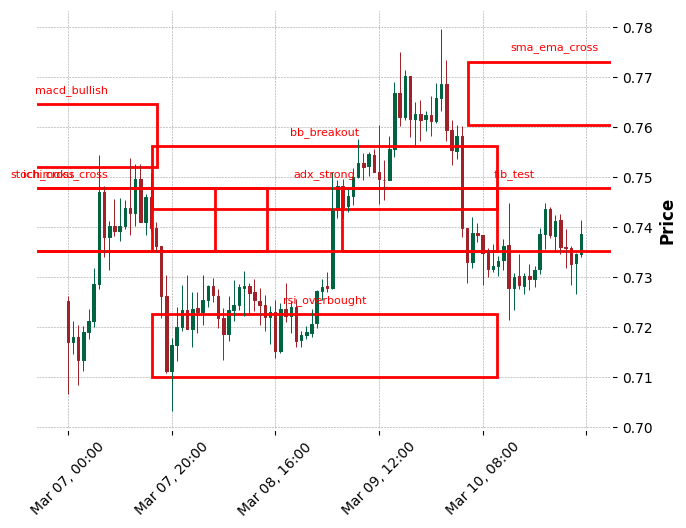 0.78
sma_ema_cross
0.77
macd_bullish
0.76
bb_breakout
0.75
adx_strong
fib_test
0.74
Price
0.73
rsi_overbought
0.72
0.71
0.70
Mar 07, 00:00
Mar 07, 20:00
Mar 08, 16:00
Mar 09, 12:00
Mar 10, 08:00